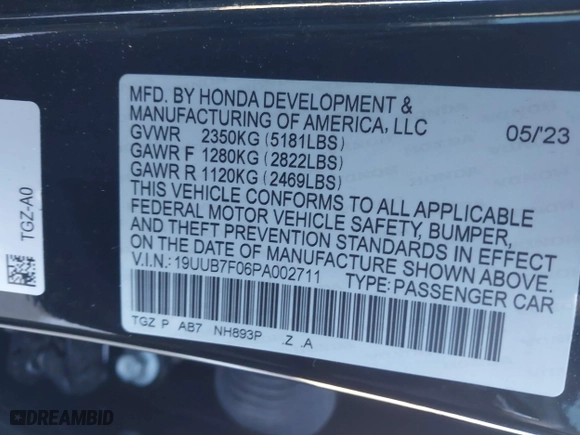 MFD. BY HONDA DEVELOPMENT &
MANUFACTURING OF AMERICA, LLC
05/'23
GVWR 2350KG (5181LBS)
GAWR F 1280KG (2822LBS)
GAWR R 1120KG (2469LBS)
THIS VEHICLE CONFORMS TO ALL APPLICABLE
FEDERAL MOTOR VEHICLE SAFETY, BUMPER,
AND THEFT PREVENTION STANDARDS IN EFFECT
ON THE DATE OF MANUFACTURE SHOWN ABOVE.
V.I.N.: 19UUB7F06PA002711
TYPE: PASSENGER CAR
TGZ P AB7 NH893P .Z .A
TGZ-A0
DREAMBID